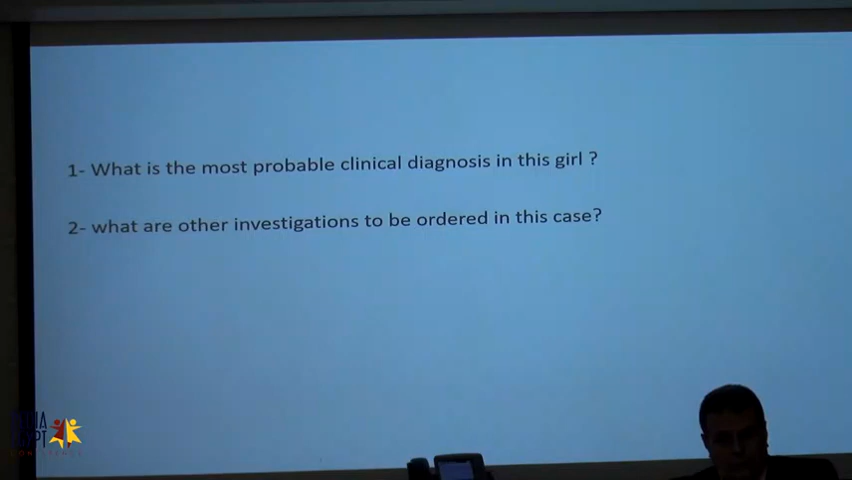 1- What is the most probable clinical diagnosis in this girl ?
2- what are other investigations to be ordered in this case?